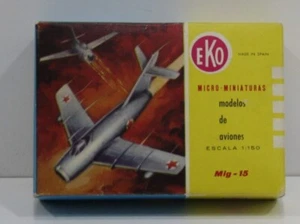 EKO
MADE IN SPAIN
MICRO-MINIATURAS
modelos
de
aviones
ESCALA 1/150
Mig-15